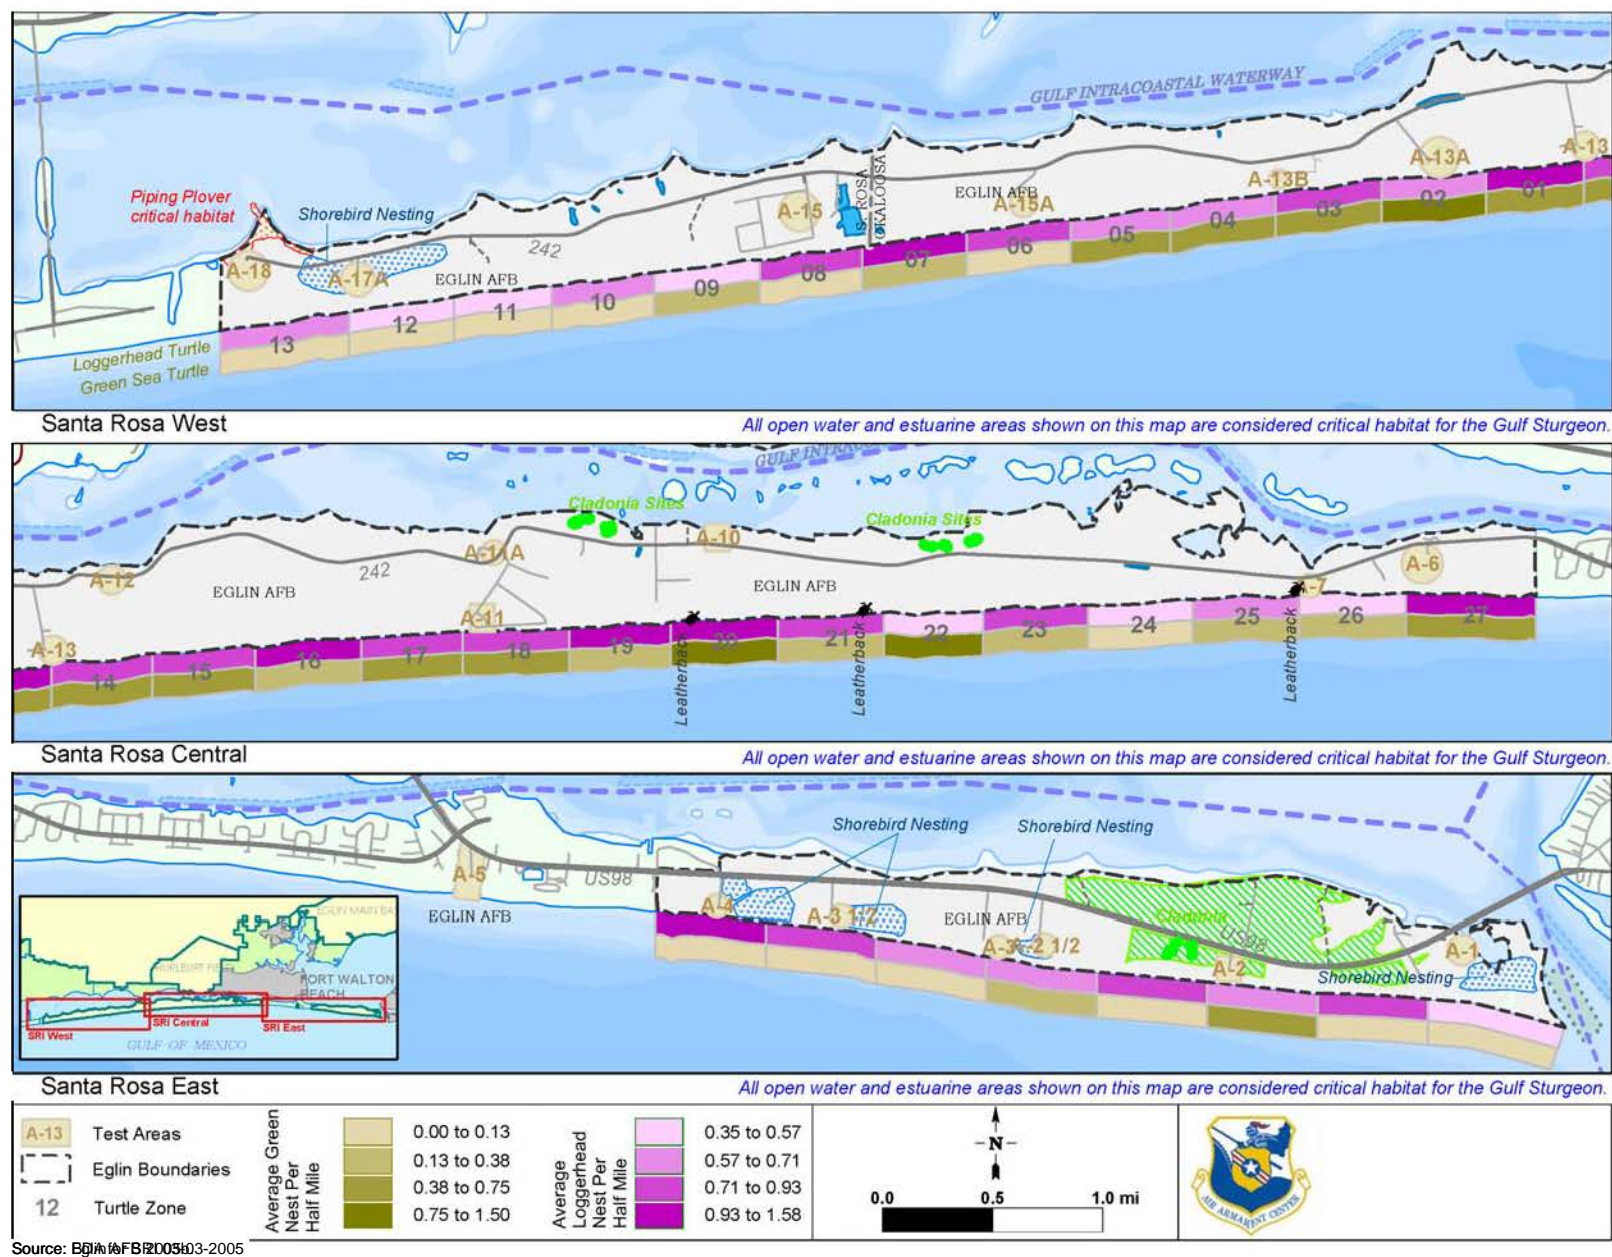 GULF INTRACOASTAL WATERWAY
A-13
A-13A
A-13B
Piping Plover
critical habitat
Shorebird Nesting
A-15
S. ROSA
OKALOOSA
EGLIN AFB
A-15A
A-18
A-17A
242
EGLIN AFB
01
02
03
04
05
06
07
08
09
10
11
12
13
Loggerhead Turtle
Green Sea Turtle
Santa Rosa West
All open water and estuarine areas shown on this map are considered critical habitat for the Gulf Sturgeon.
GULF
Cladonia Sites
Cladonia Sites
A-10
A-11A
A-12
242
EGLIN AFB
EGLIN AFB
A-6
A-7
A-11
A-13
14
15
16
17
18
19
20
21
22
23
24
25
26
27
Leatherback
Leatherback
Leatherback
Santa Rosa Central
All open water and estuarine areas shown on this map are considered critical habitat for the Gulf Sturgeon.
Shorebird Nesting
Shorebird Nesting
A-5
US98
EGLIN AFB
A-4
A-3 1/2
EGLIN AFB
A-3
A-2 1/2
Cladonia
US98
A-2
A-1
Shorebird Nesting
EGLIN MAIN
HURLBURT
FORT WALTON
BEACH
SRI West
SRI Central
SRI East
GULF OF MEXICO
Santa Rosa East
All open water and estuarine areas shown on this map are considered critical habitat for the Gulf Sturgeon.
A-13 Test Areas
Eglin Boundaries
12 Turtle Zone
Average Green
Nest Per
Half Mile
0.00 to 0.13
0.13 to 0.38
0.38 to 0.75
0.75 to 1.50
Average
Loggerhead
Nest Per
Half Mile
0.35 to 0.57
0.57 to 0.71
0.71 to 0.93
0.93 to 1.58
N
0.0 0.5 1.0 mi
AIR ARMAMENT CENTER
Source: